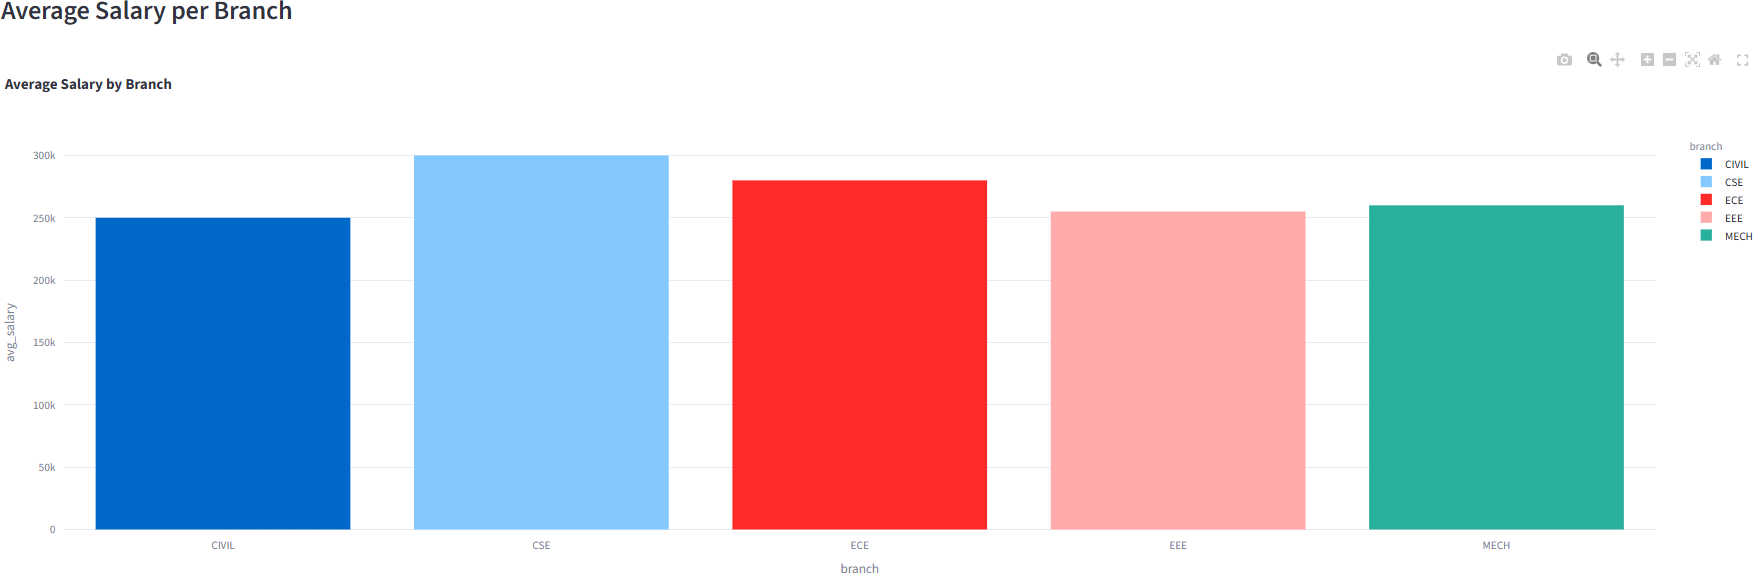 Average Salary per Branch
Average Salary by Branch
300k
250k
200k
150k
100k
50k
0
avg_salary
CIVIL
CSE
ECE
EEE
MECH
branch
branch
CIVIL
CSE
ECE
EEE
MECH